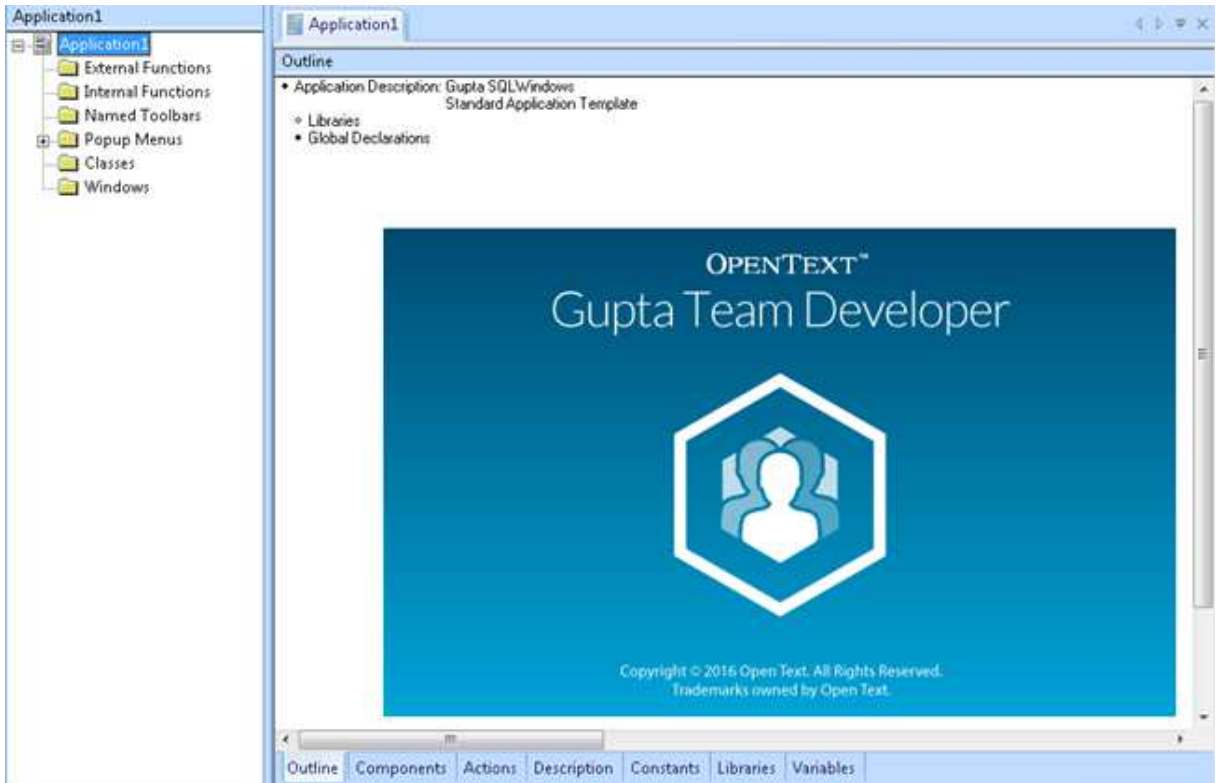 Application1
Application1
External Functions
Internal Functions
Named Toolbars
Popup Menus
Classes
Windows
Application1
Outline
Application Description: Gupta SQLWindows
Standard Application Template
Libraries
Global Declarations
OPENTEXT™
Gupta Team Developer
Copyright © 2016 Open Text. All Rights Reserved.
Trademarks owned by Open Text.
Outline Components Actions Description Constants Libraries Variables